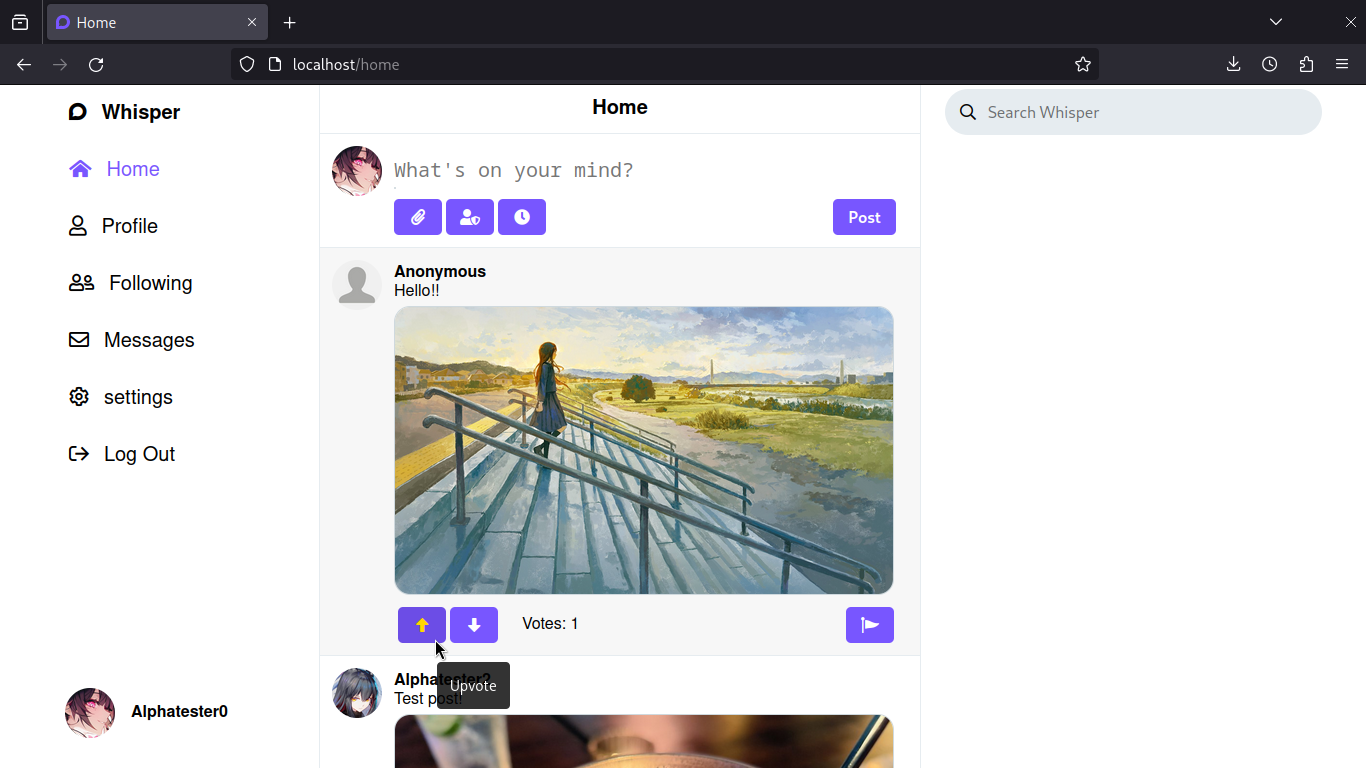 Home
localhost/home
Whisper
Home
Profile
Following
Messages
settings
Log Out
Alphatester0
Home
What's on your mind?
Post
Anonymous
Hello!!
Votes: 1
Alphatester?
Test post!
Upvote
Search Whisper